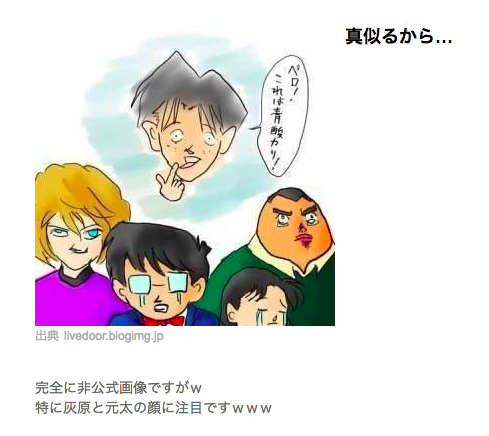 真似るから…
ペロ!
これは青酸カリ!
出典 livedoor.blogimg.jp
完全に非公式画像ですがｗ
特に灰原と元太の顔に注目ですｗｗｗ